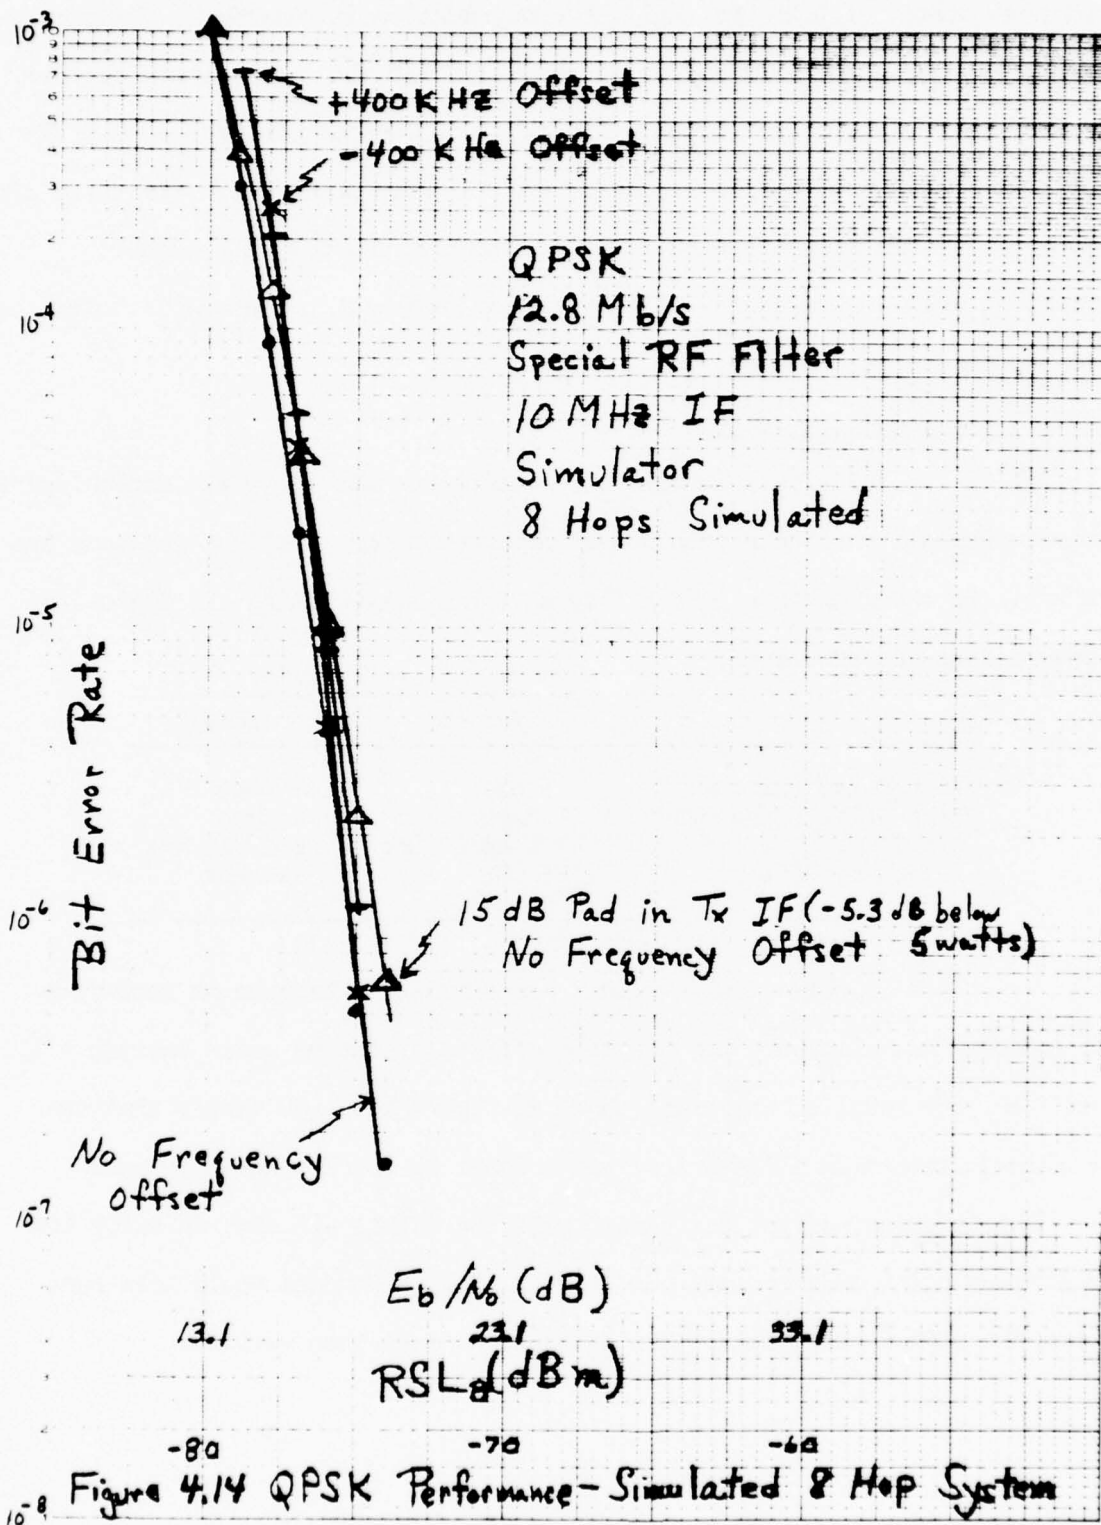 10⁻³
+400 KHz Offset
-400 KHz Offset
QPSK
12.8 Mb/s
Special RF Filter
10 MHz IF
Simulator
8 Hops Simulated
10⁻⁴
10⁻⁵
Bit Error Rate
10⁻⁶
15 dB Pad in Tx IF (-5.3 dB below
No Frequency Offset 5 watts)
No Frequency
Offset
10⁻⁷
Eb/No (dB)
13.1 23.1 33.1
RSL8 (dBm)
-80 -70 -60
Figure 4.14 QPSK Performance - Simulated 8 Hop System
10⁻⁸